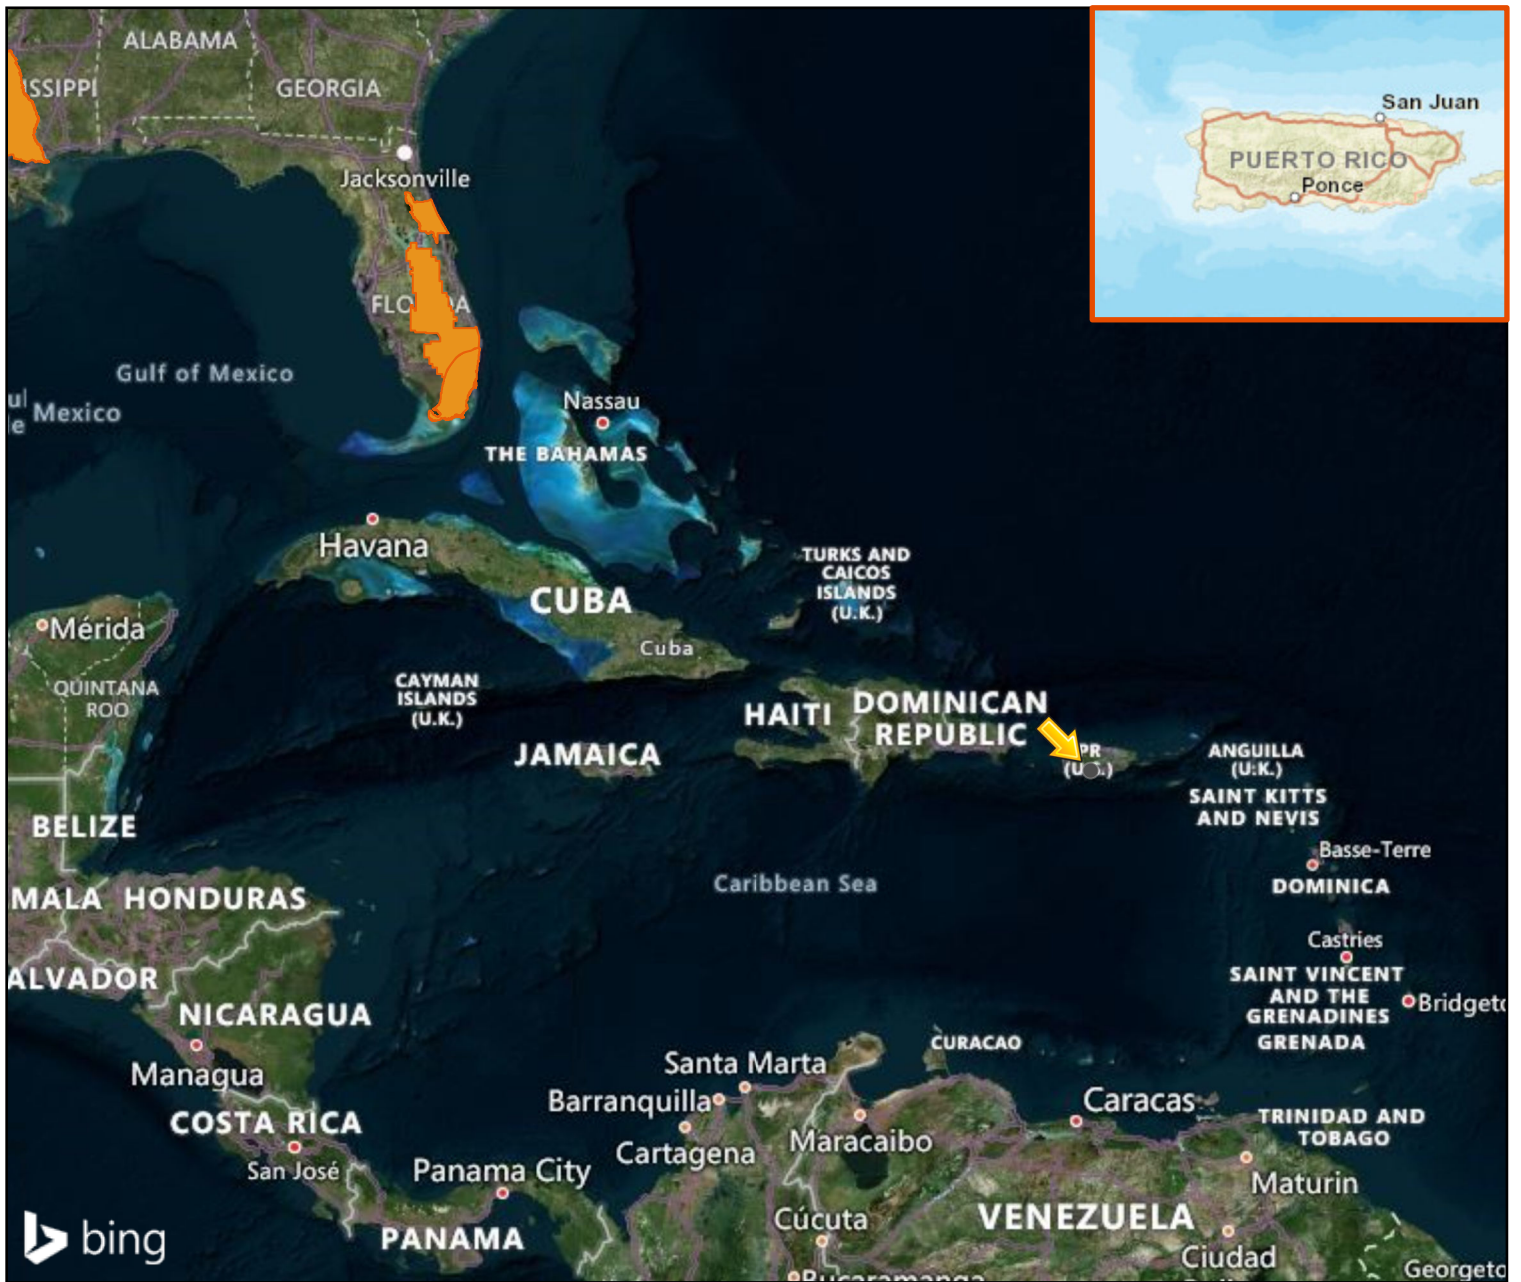 ALABAMA
ISSIPPI
GEORGIA
Jacksonville
San Juan
PUERTO RICO
Ponce
Gulf of Mexico
ul
e
Mexico
Nassau
THE BAHAMAS
Havana
CUBA
Cuba
TURKS AND
CAICOS
ISLANDS
(U.K.)
Mérida
QUINTANA
ROO
CAYMAN
ISLANDS
(U.K.)
HAITI
DOMINICAN
REPUBLIC
JAMAICA
PR
ANGUILLA
(U.K.)
SAINT KITTS
AND NEVIS
BELIZE
Basse-Terre
DOMINICA
Caribbean Sea
MALA
HONDURAS
Castries
ALVADOR
SAINT VINCENT
AND THE
GRENADINES
Bridgeto
NICARAGUA
GRENADA
CURACAO
Managua
Santa Marta
Barranquilla
Caracas
COSTA RICA
Cartagena
Maracaibo
TRINIDAD AND
TOBAGO
San José
Panama City
Maturin
PANAMA
Cúcuta
VENEZUELA
Ciudad
bing
Bucaramanga
Georgeto